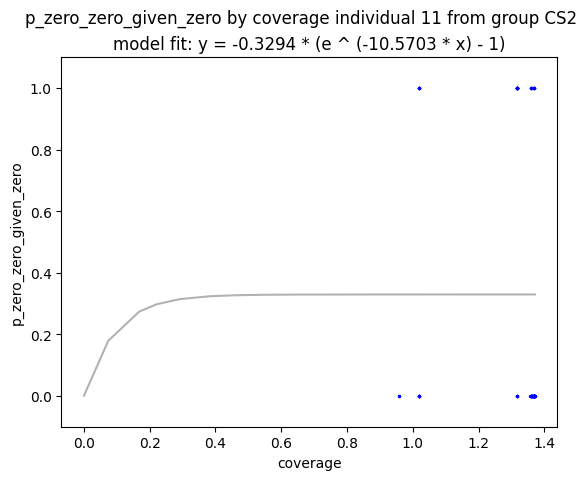 p_zero_zero_given_zero by coverage individual 11 from group CS2
model fit: y = -0.3294 * (e ^ (-10.5703 * x) - 1)
p_zero_zero_given_zero
1.0
0.8
0.6
0.4
0.2
0.0
0.0 0.2 0.4 0.6 0.8 1.0 1.2 1.4
coverage